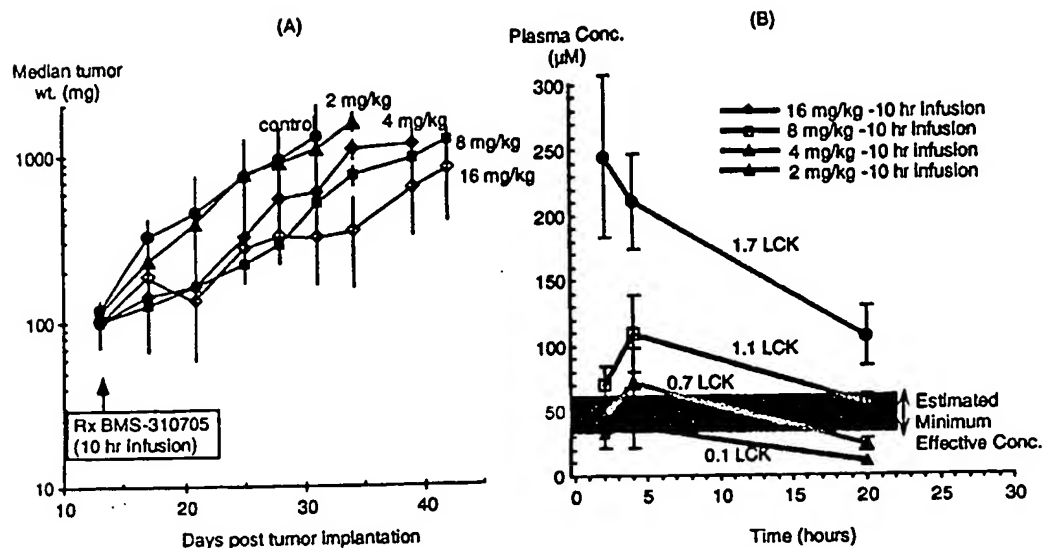 (A)
Median tumor
wt. (mg)
1000
100
10
10
20
30
40
control
2 mg/kg
4 mg/kg
8 mg/kg
16 mg/kg
Rx BMS-310705
(10 hr infusion)
Days post tumor implantation
(B)
Plasma Conc.
(µM)
300
250
200
150
100
50
0
0
5
10
15
20
25
30
16 mg/kg -10 hr infusion
8 mg/kg -10 hr infusion
4 mg/kg -10 hr infusion
2 mg/kg -10 hr infusion
1.7 LCK
1.1 LCK
0.7 LCK
0.1 LCK
Estimated
Minimum
Effective Conc.
Time (hours)